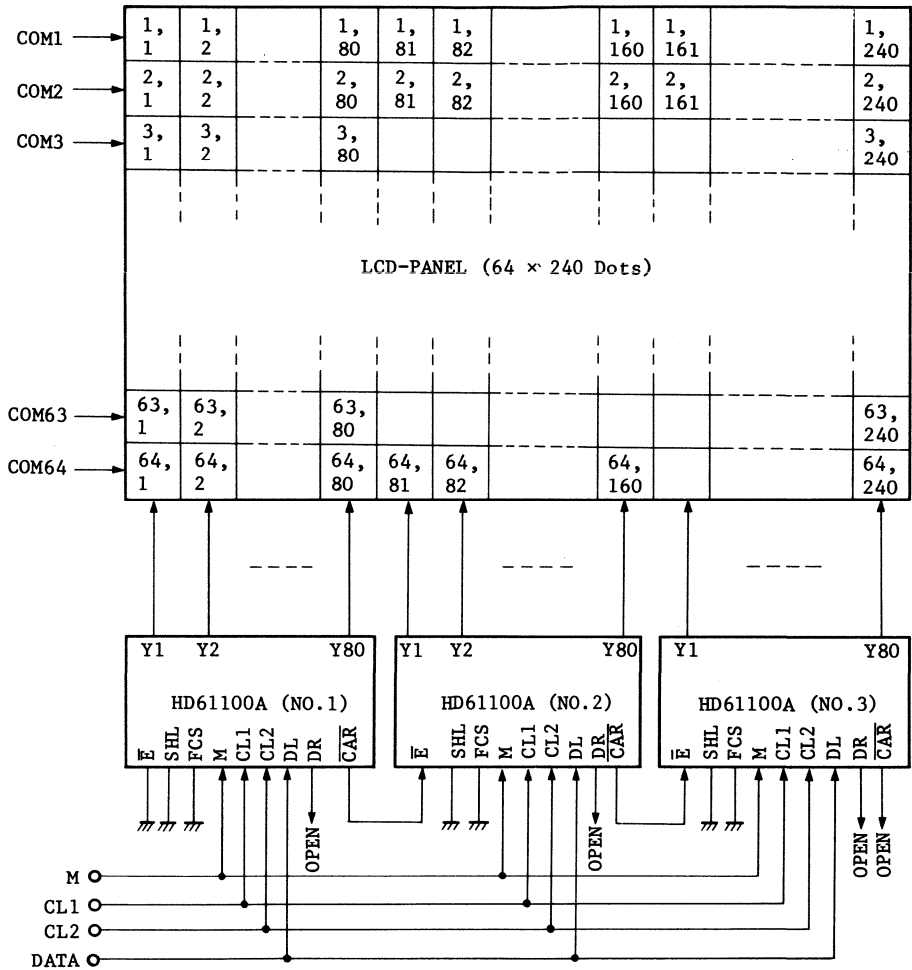 COM1 1, 1 1, 2 1, 80 1, 81 1, 82 1, 160 1, 161 1, 240
COM2 2, 1 2, 2 2, 80 2, 81 2, 82 2, 160 2, 161 2, 240
COM3 3, 1 3, 2 3, 80 3, 240
LCD-PANEL (64 × 240 Dots)
COM63 63, 1 63, 2 63, 80 63, 240
COM64 64, 1 64, 2 64, 80 64, 81 64, 82 64, 160 64, 240
Y1 Y2 Y80 Y1 Y2 Y80 Y1 Y80
HD61100A (NO.1) HD61100A (NO.2) HD61100A (NO.3)
E̅ SHL FCS M CL1 CL2 DL DR C̅A̅R̅ E̅ SHL FCS M CL1 CL2 DL DR C̅A̅R̅ E̅ SHL FCS M CL1 CL2 DL DR C̅A̅R̅
OPEN OPEN OPEN OPEN
M
CL1
CL2
DATA